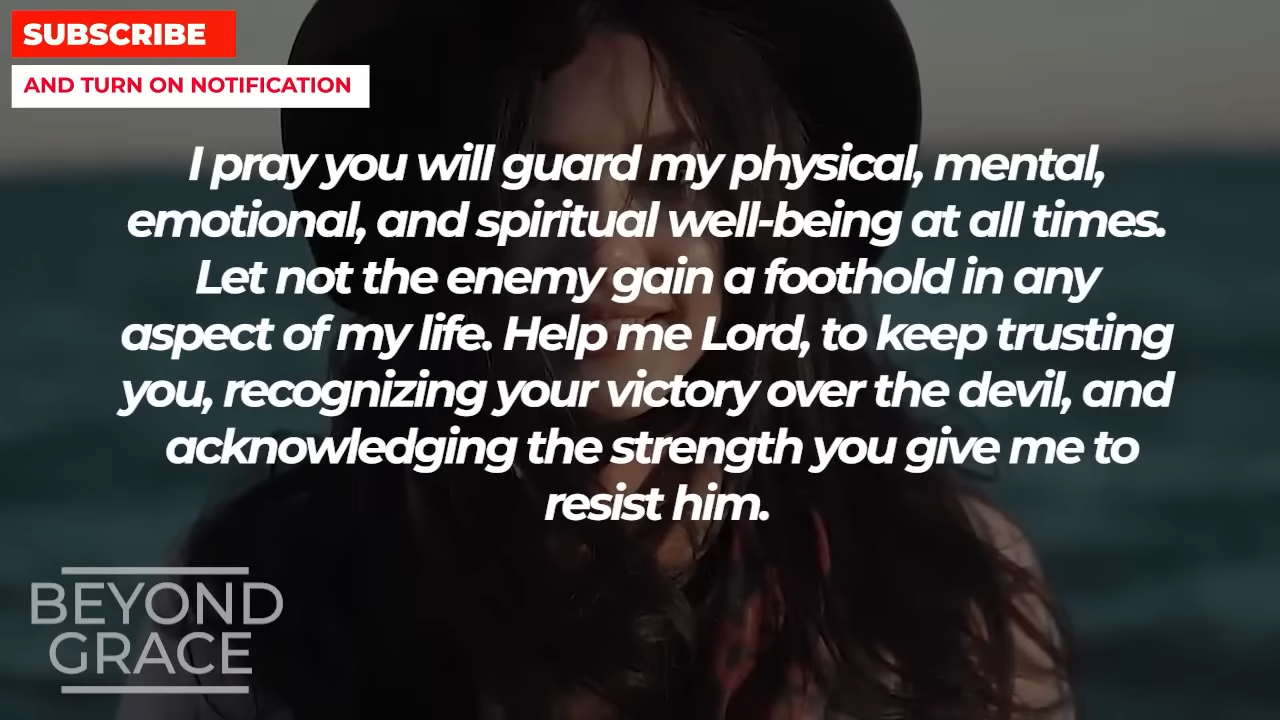 SUBSCRIBE
AND TURN ON NOTIFICATION
I pray you will guard my physical, mental,
emotional, and spiritual well-being at all times.
Let not the enemy gain a foothold in any
aspect of my life. Help me Lord, to keep trusting
you, recognizing your victory over the devil, and
acknowledging the strength you give me to
resist him.
BEYOND
GRACE